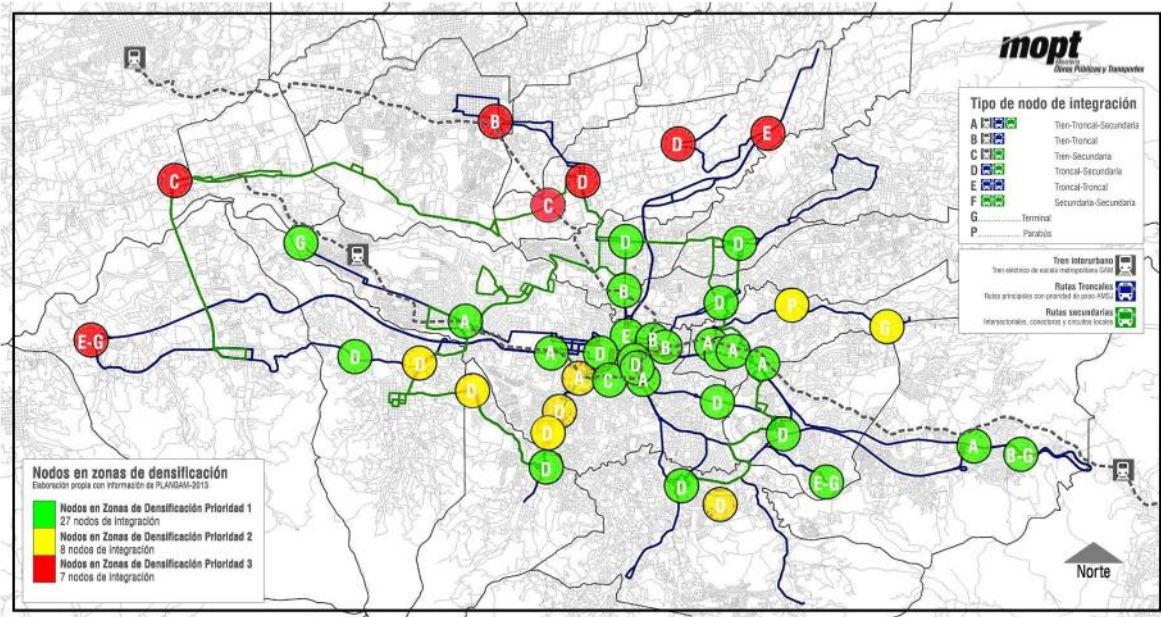 mopt
Ministerio
Obras Públicas y Transportes
Tipo de nodo de integración
A Tren-Troncal-Secundaria
B Tren-Troncal
C Tren-Secundaria
D Troncal-Secundaria
E Troncal-Troncal
F Secundaria-Secundaria
G ............ Terminal
P ............ Parabús
Tren interurbano
Tren eléctrico de escala metropolitana GAM
Rutas Troncales
Rutas principales con prioridad de paso AMSJ
Rutas secundarias
Intersectoriales, conectores y circuitos locales
B
D
E
C
D
C
G
D
D
B
D
P
A
G
E-G
E
B
B
A
A
D
D
A
D
A
D
A
C
A
D
D
D
D
D
A
B-G
D
D
E-G
D
Nodos en zonas de densificación
Elaboración propia con información de PLANGAM-2013
Nodos en Zonas de Densificación Prioridad 1
27 nodos de integración
Nodos en Zonas de Densificación Prioridad 2
8 nodos de integración
Nodos en Zonas de Densificación Prioridad 3
7 nodos de integración
Norte